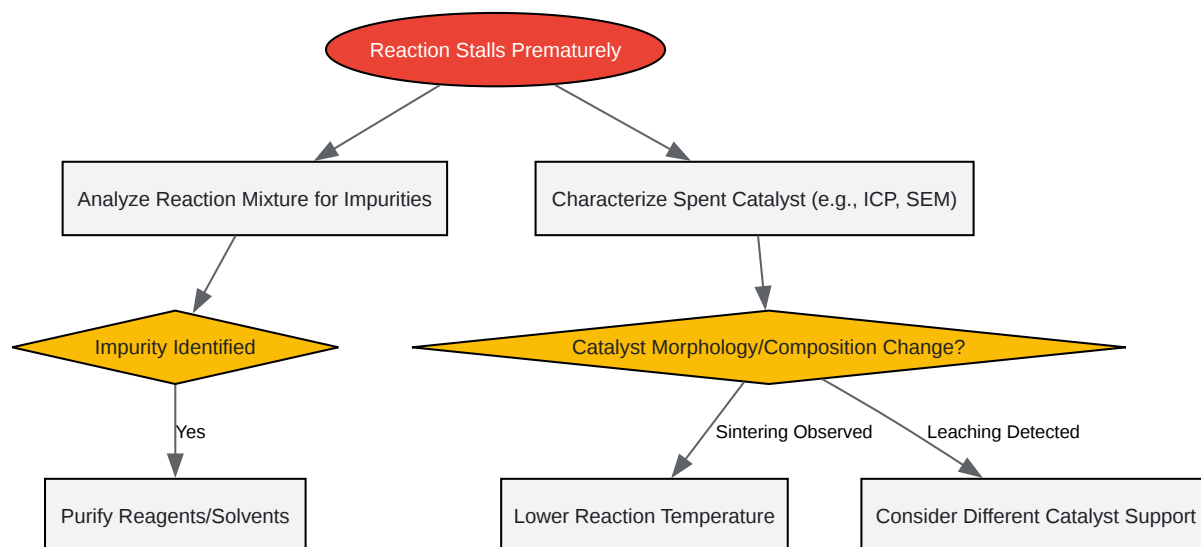 Reaction Stalls Prematurely
Analyze Reaction Mixture for Impurities
Characterize Spent Catalyst (e.g., ICP, SEM)
Impurity Identified
Catalyst Morphology/Composition Change?
Yes
Sintering Observed
Leaching Detected
Purify Reagents/Solvents
Lower Reaction Temperature
Consider Different Catalyst Support